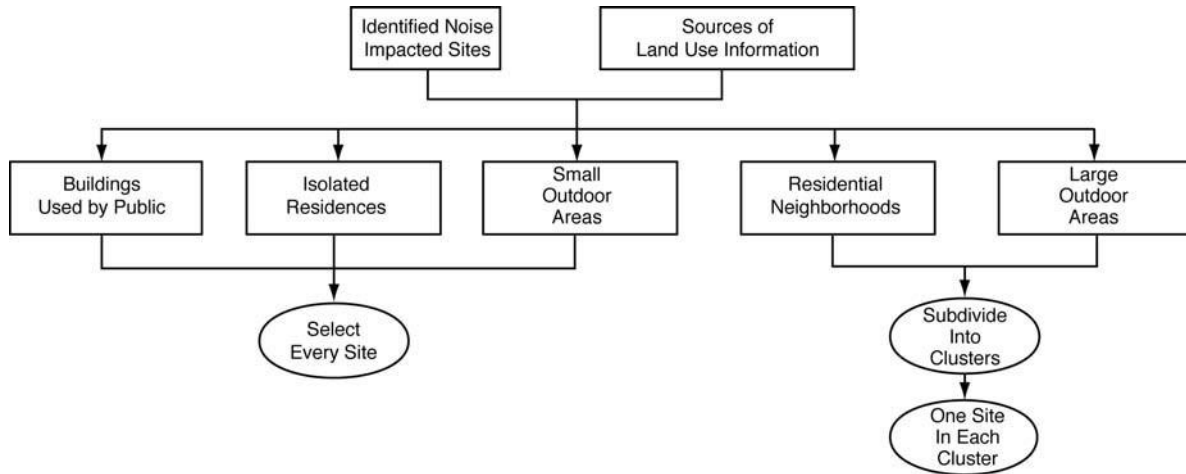 Identified Noise
Impacted Sites
Sources of
Land Use Information
Buildings
Used by Public
Isolated
Residences
Small
Outdoor
Areas
Residential
Neighborhoods
Large
Outdoor
Areas
Select
Every Site
Subdivide
Into
Clusters
One Site
In Each
Cluster